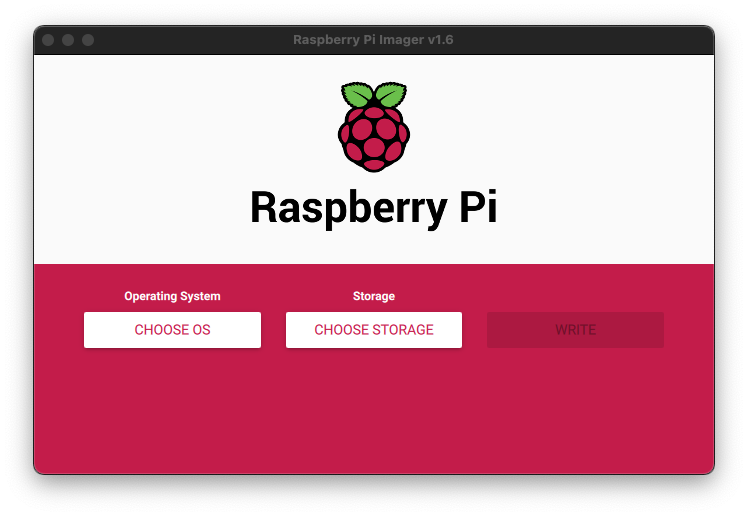 Raspberry Pi Imager v1.6
Raspberry Pi
Operating System
Storage
CHOOSE OS
CHOOSE STORAGE
WRITE